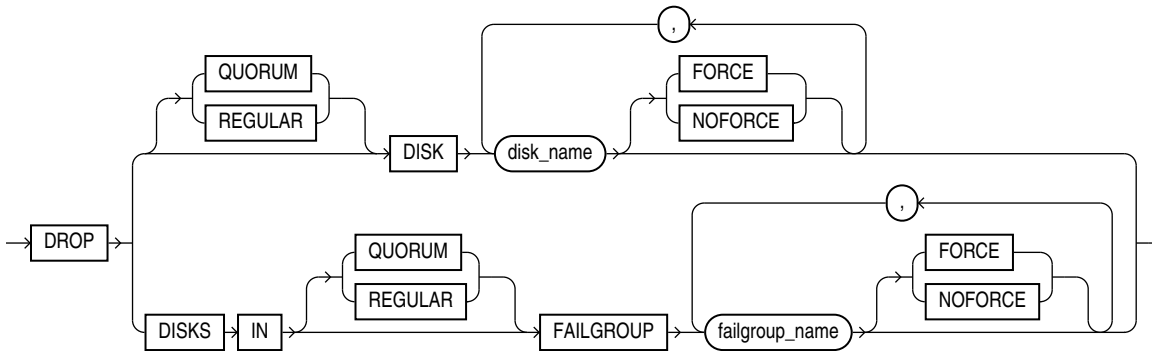 ,
QUORUM FORCE
REGULAR NOFORCE
DISK disk_name
,
DROP
QUORUM FORCE
REGULAR NOFORCE
DISKS IN FAILGROUP failgroup_name